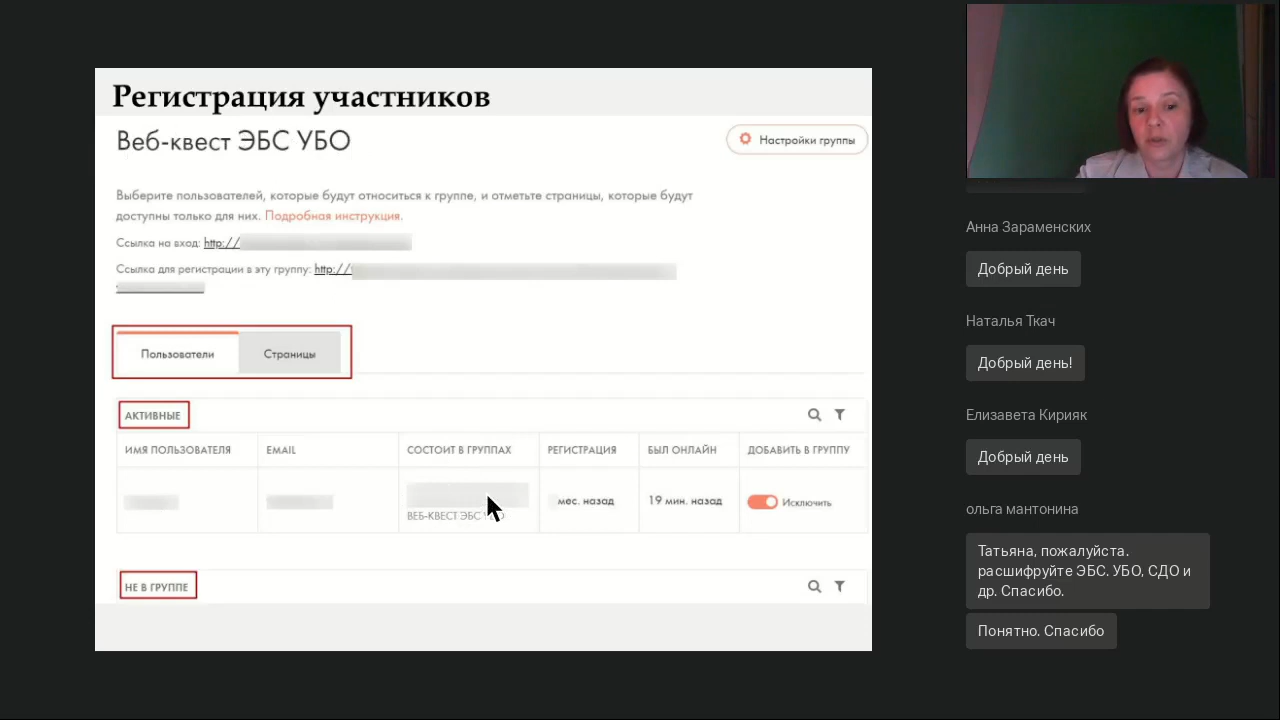 Регистрация участников
Веб-квест ЭБС УБО
Настройки группы
Выберите пользователей, которые будут относиться к группе, и отметьте страницы, которые будут
доступны только для них. Подробная инструкция.
Ссылка на вход: http://
Ссылка для регистрации в эту группу: http://
Пользователи
Страницы
АКТИВНЫЕ
ИМЯ ПОЛЬЗОВАТЕЛЯ
EMAIL
СОСТОИТ В ГРУППАХ
РЕГИСТРАЦИЯ
БЫЛ ОНЛАЙН
ДОБАВИТЬ В ГРУППУ
мес. назад
19 мин. назад
Исключить
ВЕБ-КВЕСТ ЭБС
НЕ В ГРУППЕ
Анна Зараменских
Добрый день
Наталья Ткач
Добрый день!
Елизавета Кирияк
Добрый день
ольга мантонина
Татьяна, пожалуйста.
расшифруйте ЭБС. УБО, СДО и
др. Спасибо.
Понятно. Спасибо